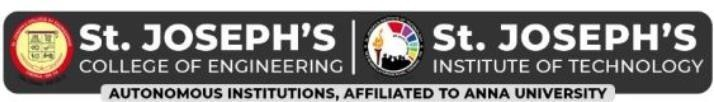 St. JOSEPH'S
COLLEGE OF ENGINEERING
St. JOSEPH'S
INSTITUTE OF TECHNOLOGY
AUTONOMOUS INSTITUTIONS, AFFILIATED TO ANNA UNIVERSITY